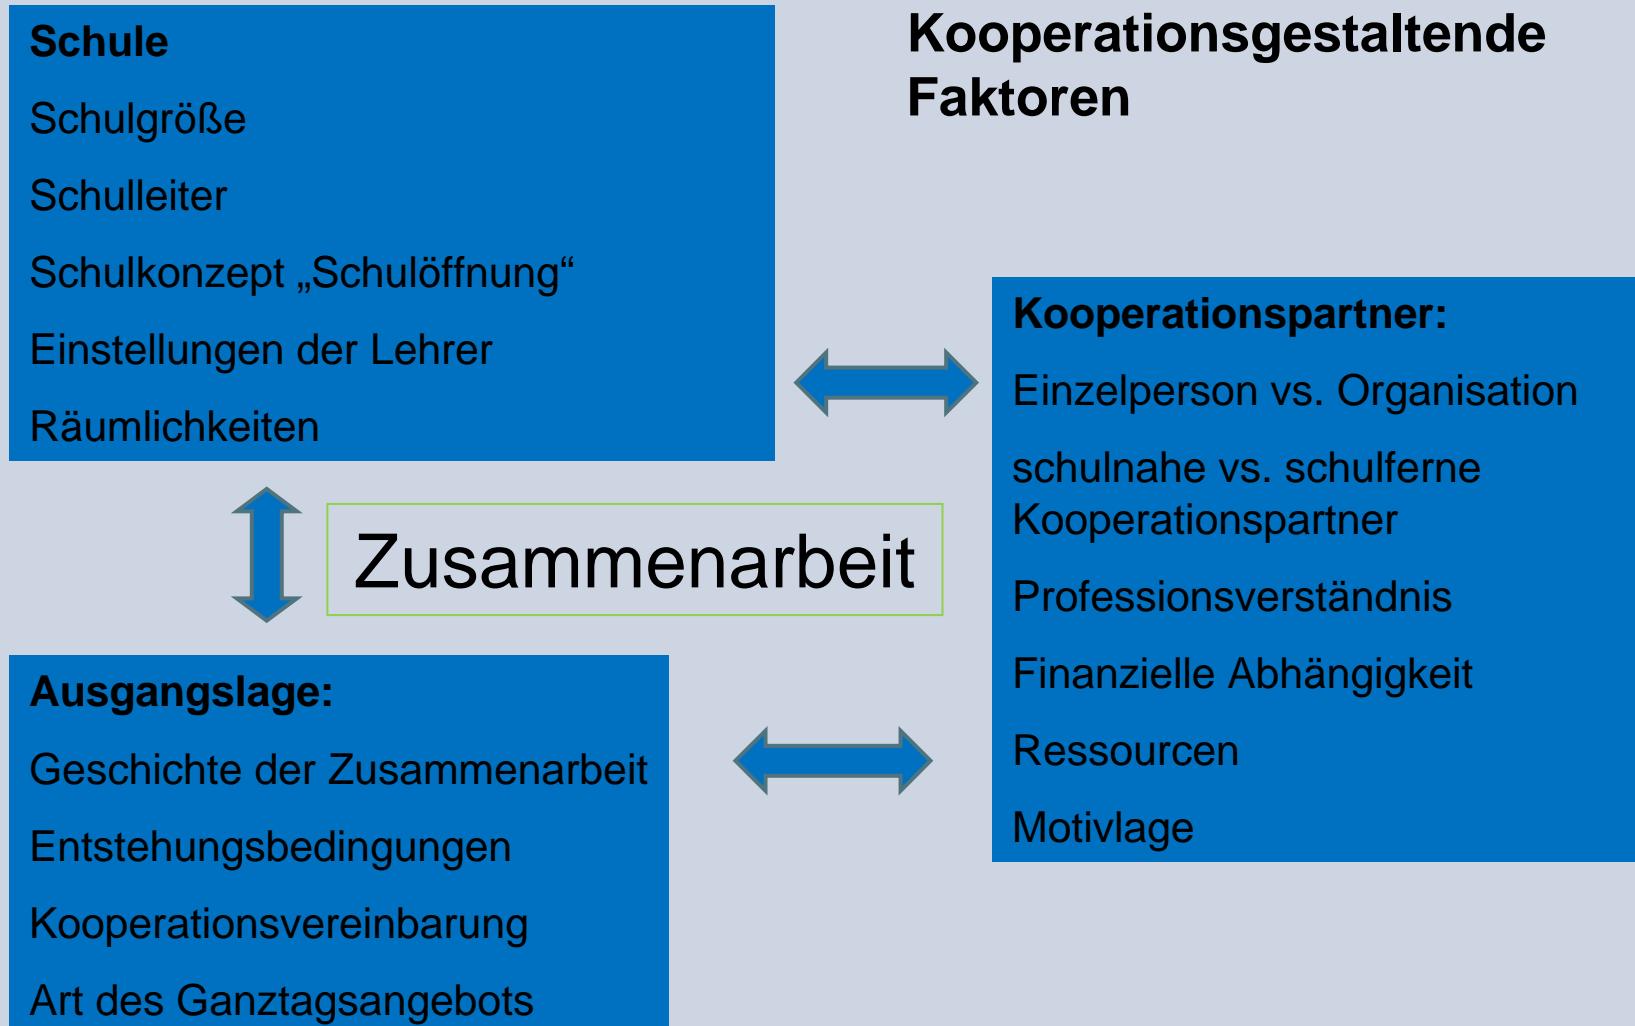 Kooperationsgestaltende
Faktoren
Schule
Schulgröße
Schulleiter
Schulkonzept „Schulöffnung“
Einstellungen der Lehrer
Räumlichkeiten
Kooperationspartner:
Einzelperson vs. Organisation
schulnahe vs. schulferne
Kooperationspartner
Professionsverständnis
Finanzielle Abhängigkeit
Ressourcen
Motivlage
Zusammenarbeit
Ausgangslage:
Geschichte der Zusammenarbeit
Entstehungsbedingungen
Kooperationsvereinbarung
Art des Ganztagsangebots